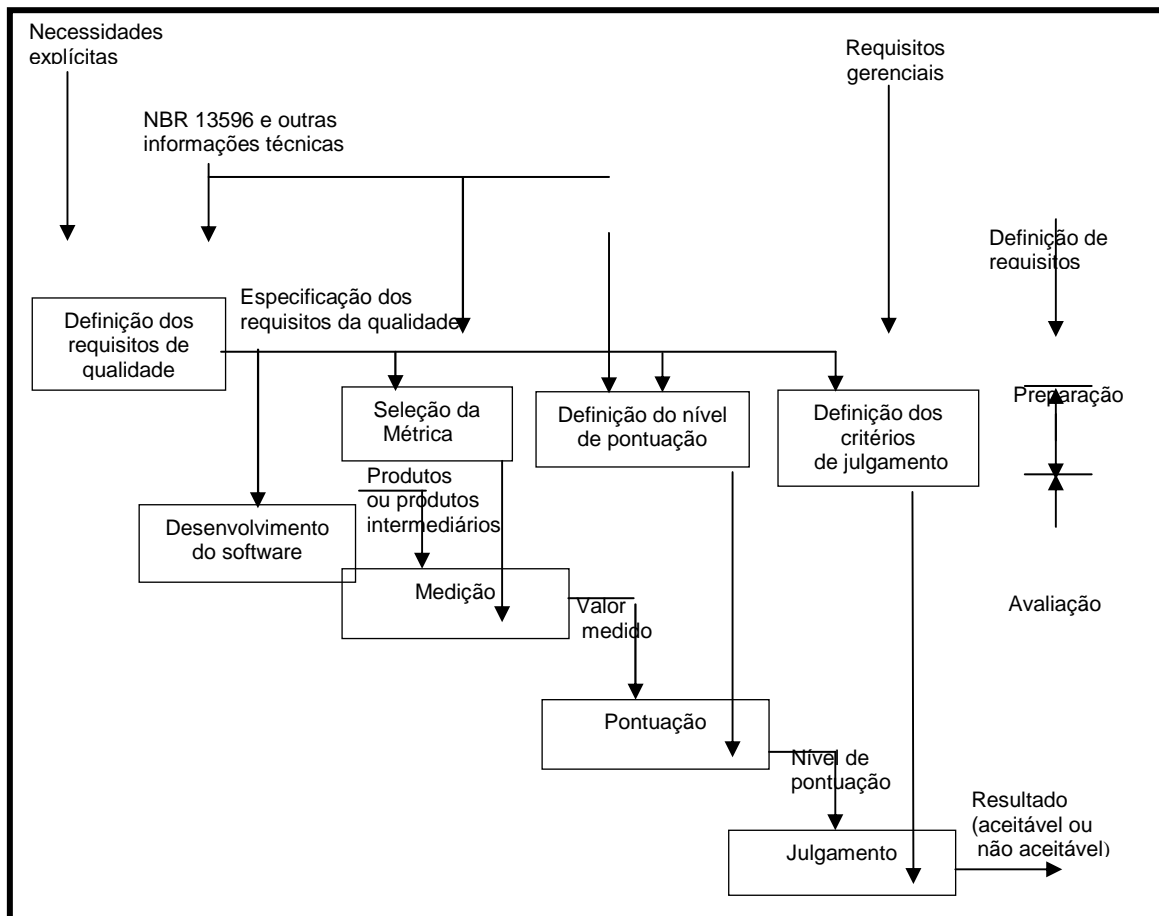 Necessidades
explícitas
Requisitos
gerenciais
NBR 13596 e outras
informações técnicas
Definição de
requisitos
Especificação dos
requisitos da qualidade
Definição dos
requisitos de
qualidade
Preparação
Seleção da
Métrica
Definição do nível
de pontuação
Definição dos
critérios
de julgamento
Produtos
ou produtos
intermediários
Desenvolvimento
do software
Medição
Valor
medido
Avaliação
Pontuação
Nível de
pontuação
Resultado
(aceitável ou
não aceitável)
Julgamento